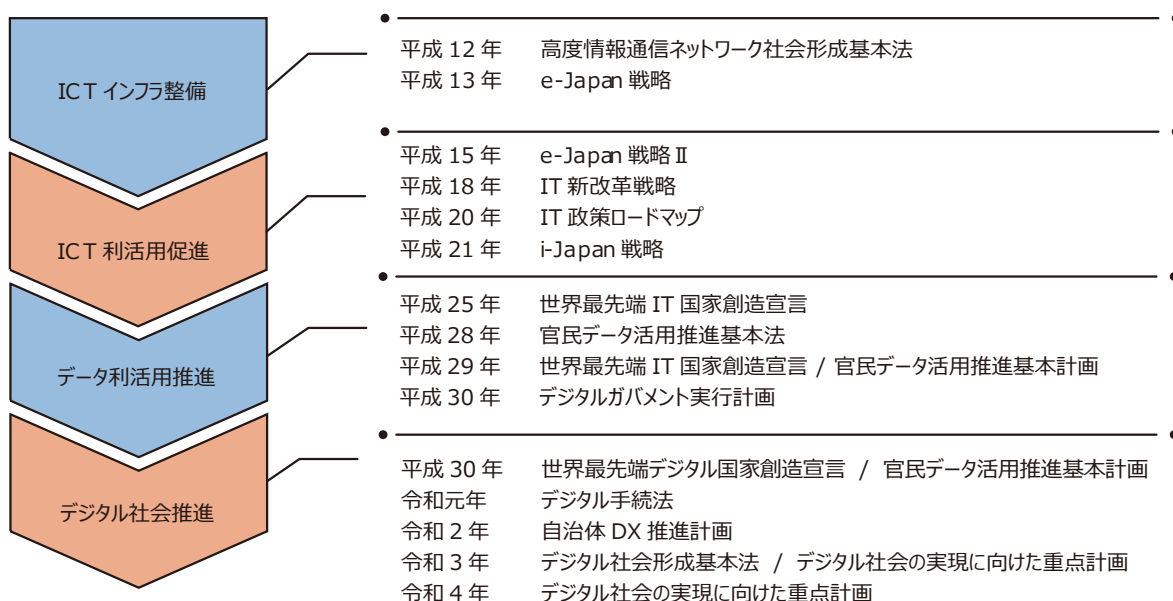 ICT インフラ整備
平成 12 年 高度情報通信ネットワーク社会形成基本法
平成 13 年 e-Japan 戦略
ICT 利活用促進
平成 15 年 e-Japan 戦略Ⅱ
平成 18 年 IT 新改革戦略
平成 20 年 IT 政策ロードマップ
平成 21 年 i-Japan 戦略
データ利活用推進
平成 25 年 世界最先端 IT 国家創造宣言
平成 28 年 官民データ活用推進基本法
平成 29 年 世界最先端 IT 国家創造宣言 / 官民データ活用推進基本計画
平成 30 年 デジタルガバメント実行計画
デジタル社会推進
平成 30 年 世界最先端デジタル国家創造宣言 / 官民データ活用推進基本計画
令和元年 デジタル手続法
令和 2 年 自治体 DX 推進計画
令和 3 年 デジタル社会形成基本法 / デジタル社会の実現に向けた重点計画
令和 4 年 デジタル社会の実現に向けた重点計画